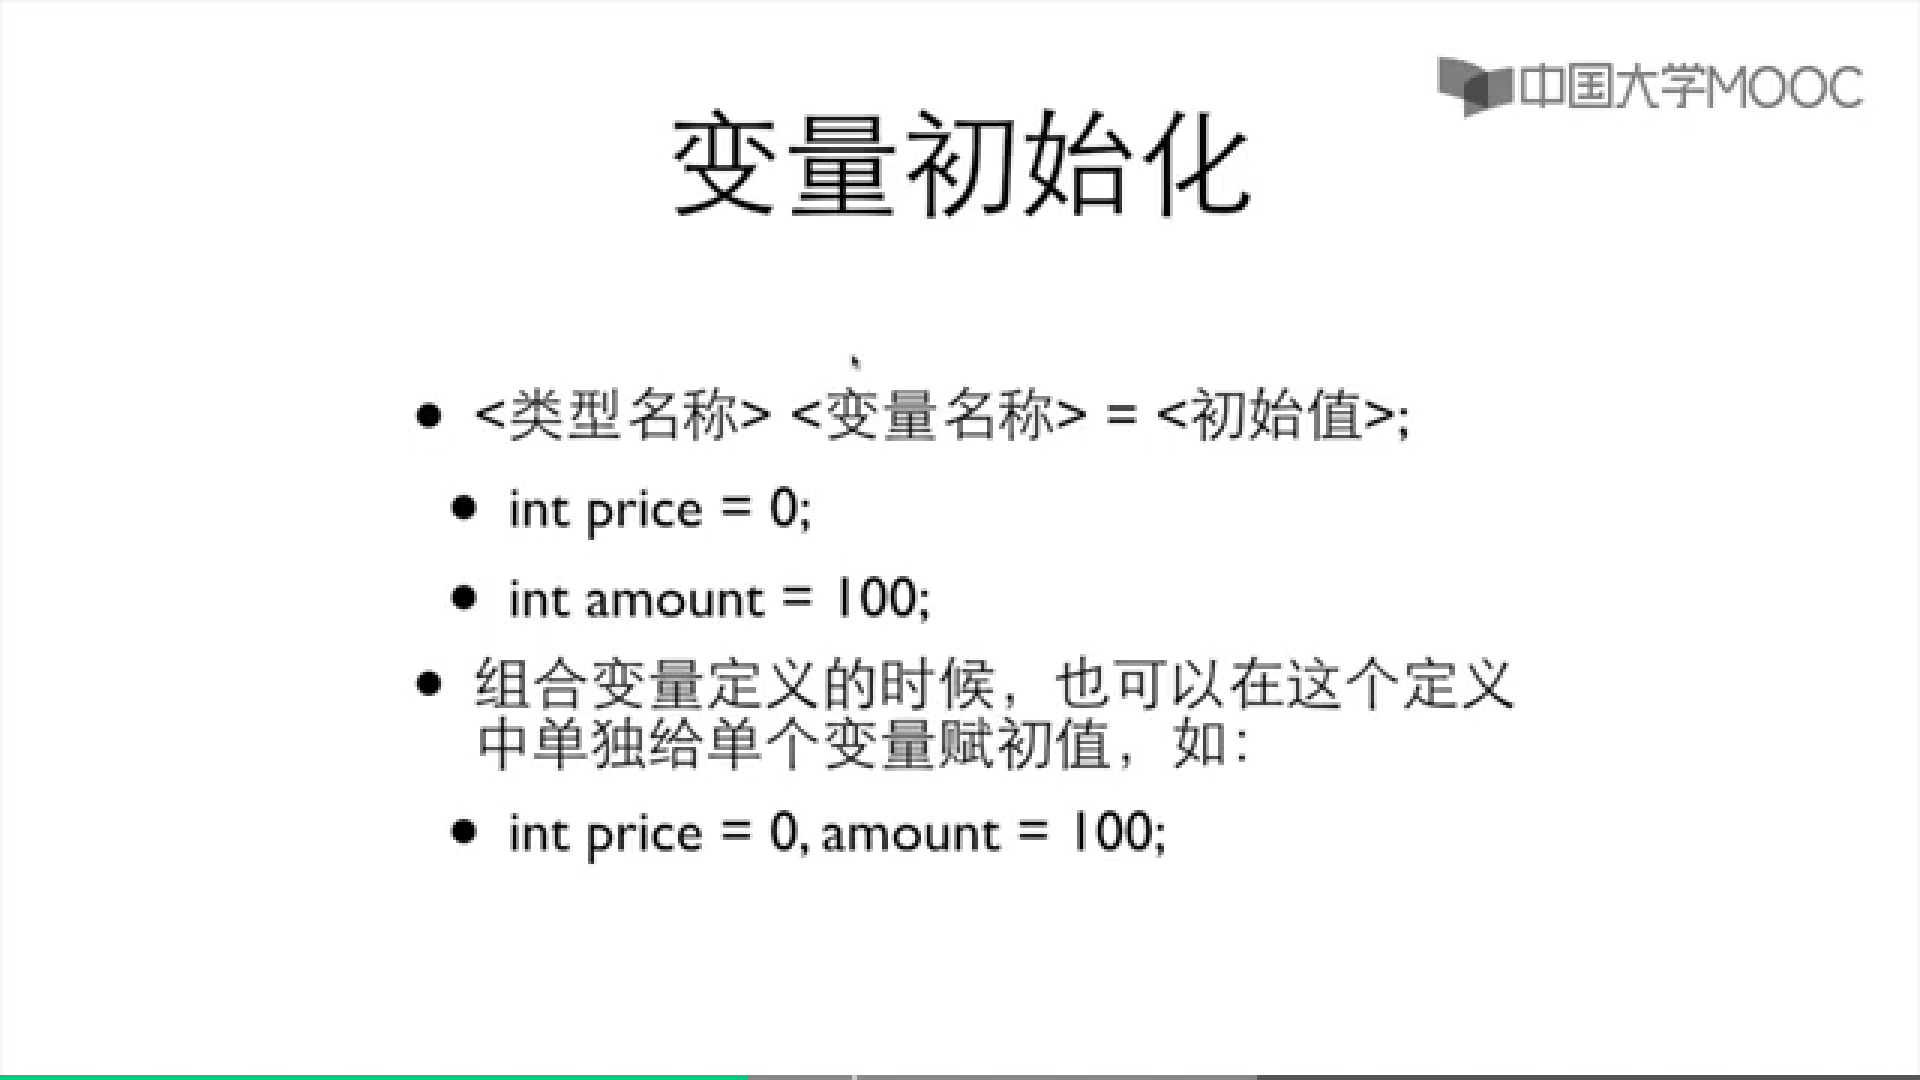 中国大学MOOC
变量初始化
<类型名称> <变量名称> = <初始值>;
int price = 0;
int amount = 100;
组合变量定义的时候，也可以在这个定义
中单独给单个变量赋初值，如：
int price = 0, amount = 100;